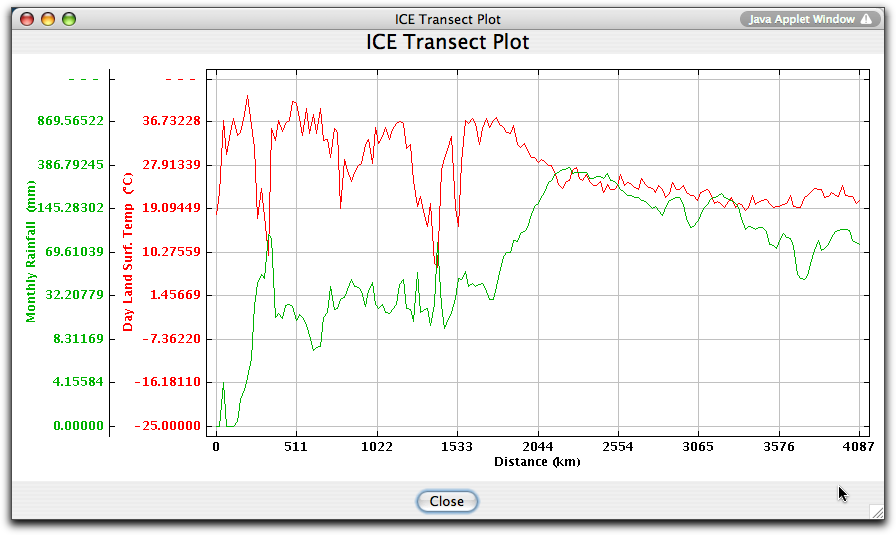 ICE Transect Plot
Java Applet Window
ICE Transect Plot
- - - - - -
869.56522 36.73228
386.79245 27.91339
145.28302 19.09449
69.61039 10.27559
32.20779 1.45669
8.31169 -7.36220
4.15584 -16.18110
0.00000 -25.00000
Monthly Rainfall (mm)
Day Land Surf. Temp (°C)
0 511 1022 1533 2044 2554 3065 3576 4087
Distance (km)
Close